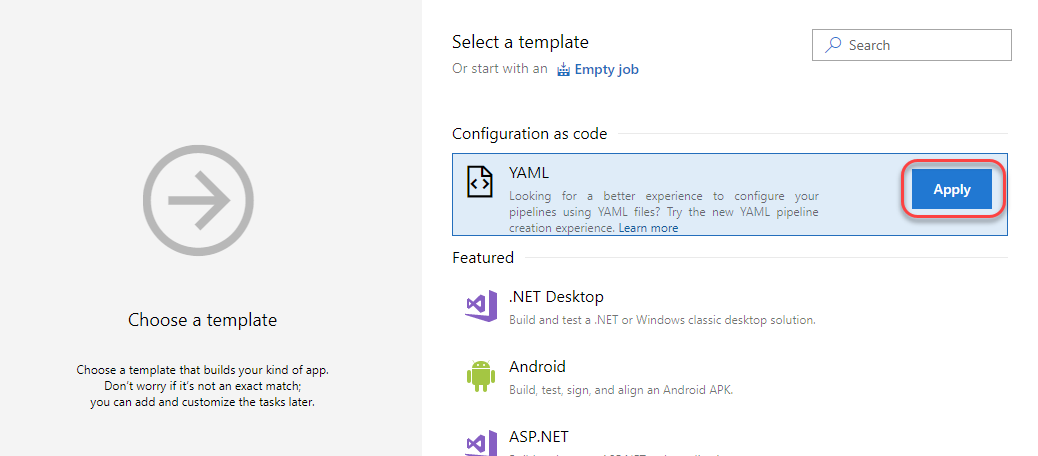 Select a template
Search
Or start with an Empty job
Configuration as code
YAML
Looking for a better experience to configure your
pipelines using YAML files? Try the new YAML pipeline
creation experience. Learn more
Apply
Featured
.NET Desktop
Build and test a .NET or Windows classic desktop solution.
Choose a template
Android
Build, test, sign, and align an Android APK.
Choose a template that builds your kind of app.
Don't worry if it's not an exact match;
you can add and customize the tasks later.
ASP.NET